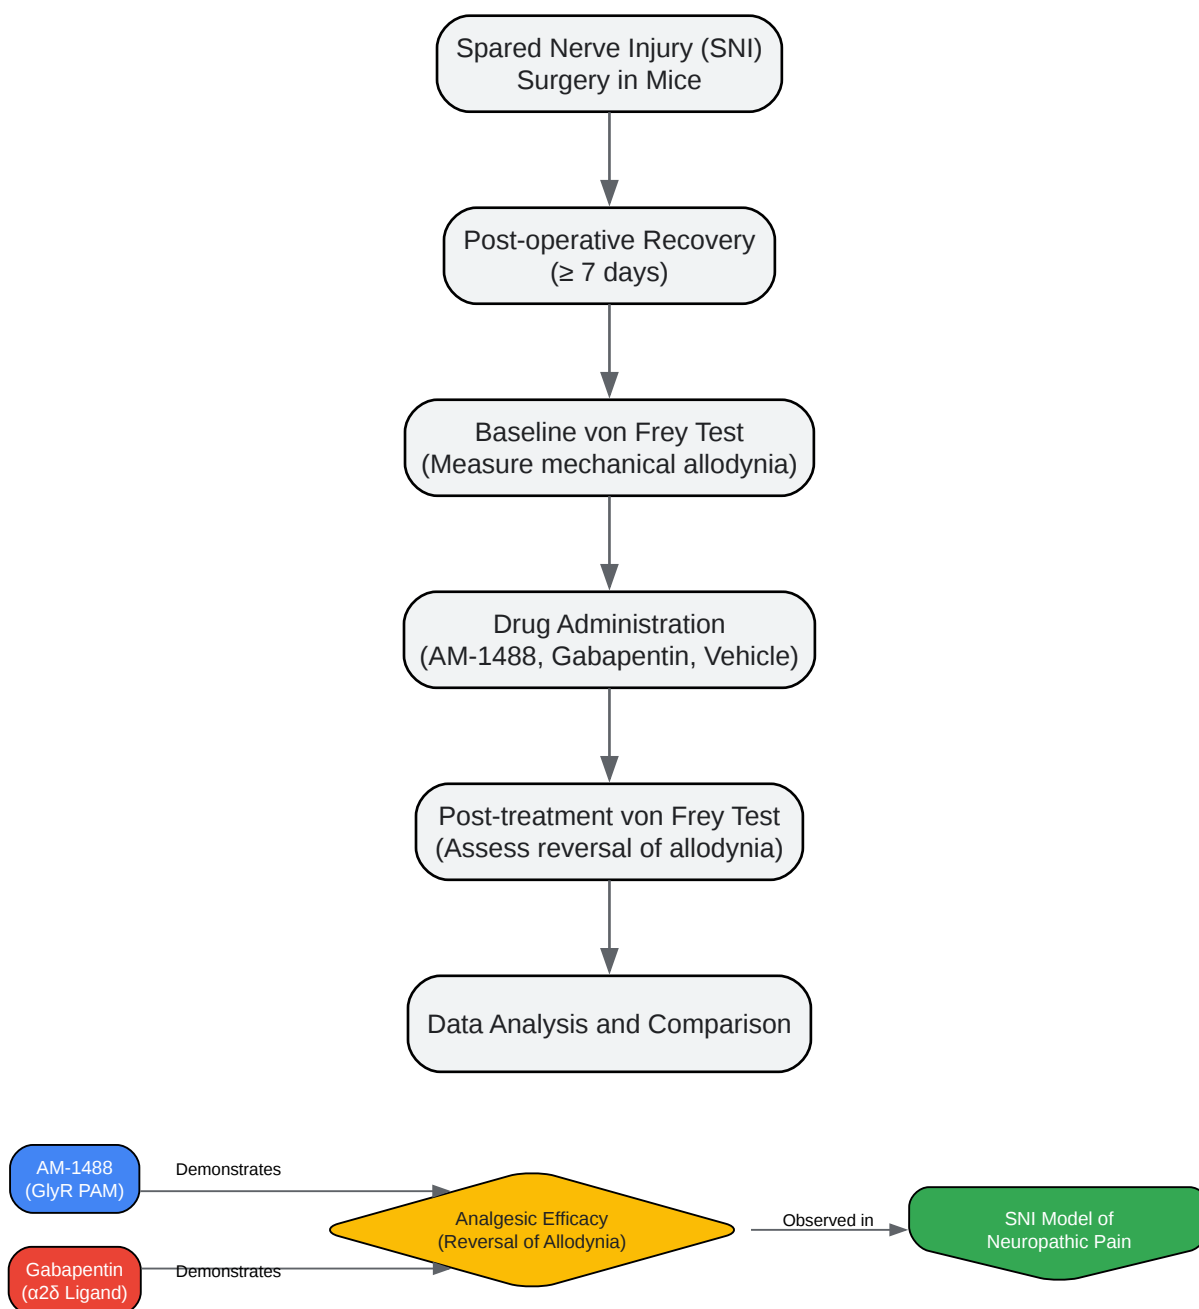 Spared Nerve Injury (SNI)
Surgery in Mice
Post-operative Recovery
(≥ 7 days)
Baseline von Frey Test
(Measure mechanical allodynia)
Drug Administration
(AM-1488, Gabapentin, Vehicle)
Post-treatment von Frey Test
(Assess reversal of allodynia)
Data Analysis and Comparison
AM-1488
(GlyR PAM)
Demonstrates
Analgesic Efficacy
(Reversal of Allodynia)
Observed in
SNI Model of
Neuropathic Pain
Gabapentin
(α2δ Ligand)
Demonstrates